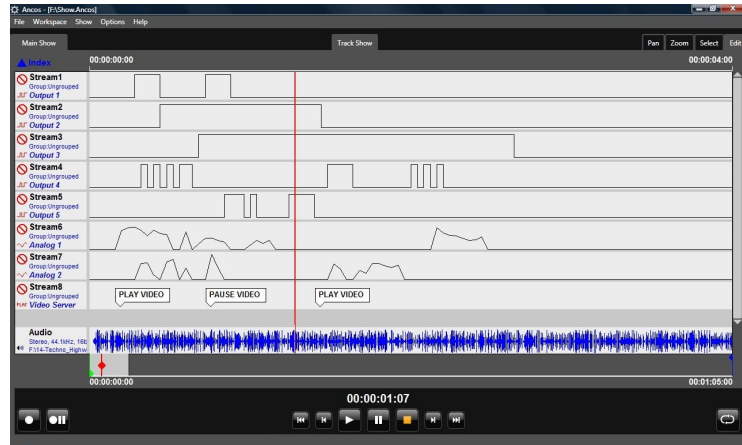 Ancos - [F:\Show.Ancos]
File Workspace Show Options Help
Main Show Track Show Pan Zoom Select Edit
Index 00:00:00:00 00:00:04:00
Stream1
Group:Ungrouped
Output 1
Stream2
Group:Ungrouped
Output 2
Stream3
Group:Ungrouped
Output 3
Stream4
Group:Ungrouped
Output 4
Stream5
Group:Ungrouped
Output 5
Stream6
Group:Ungrouped
Analog 1
Stream7
Group:Ungrouped
Analog 2
Stream8
Group:Ungrouped
PLAY Video Server
PLAY VIDEO PAUSE VIDEO PLAY VIDEO
Audio
Stereo, 44.1kHz, 16b
F:\14-Techno_Highw
00:00:00:00 00:01:05:00
00:00:01:07